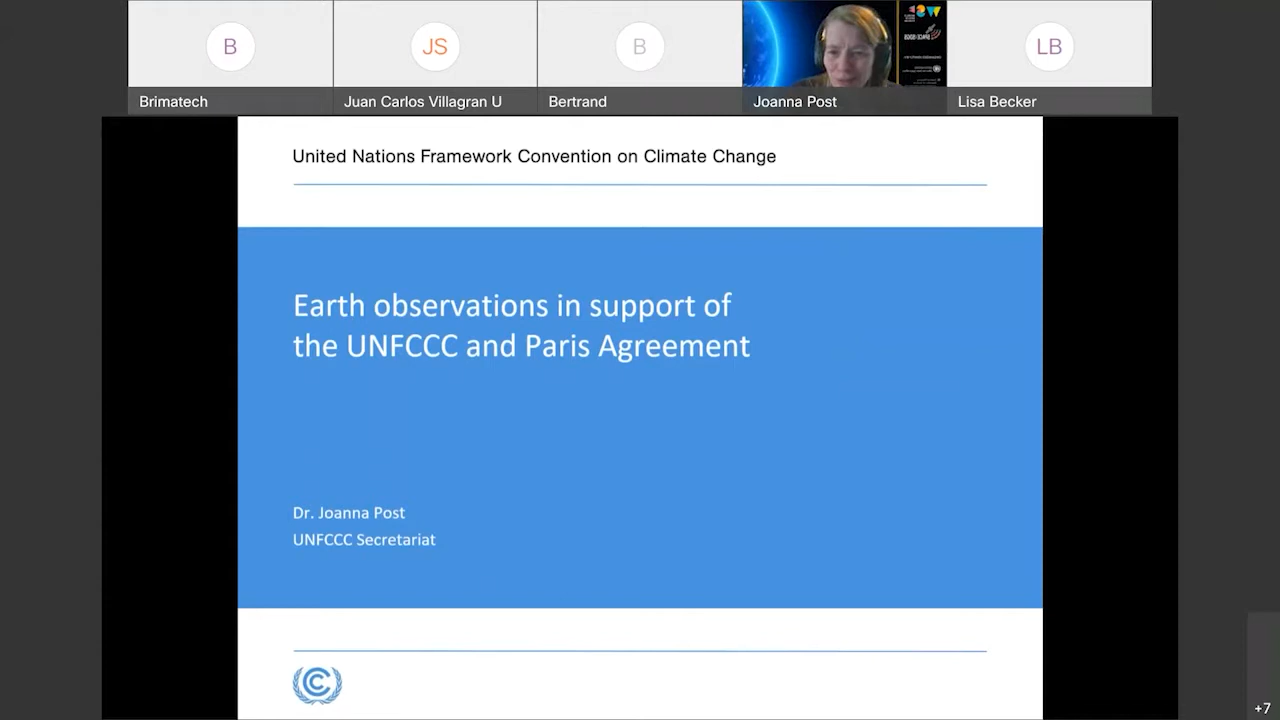 B
JS
B
LB
Brimatech
Juan Carlos Villagran U
Bertrand
Joanna Post
Lisa Becker
United Nations Framework Convention on Climate Change
Earth observations in support of
the UNFCCC and Paris Agreement
Dr. Joanna Post
UNFCCC Secretariat
+7